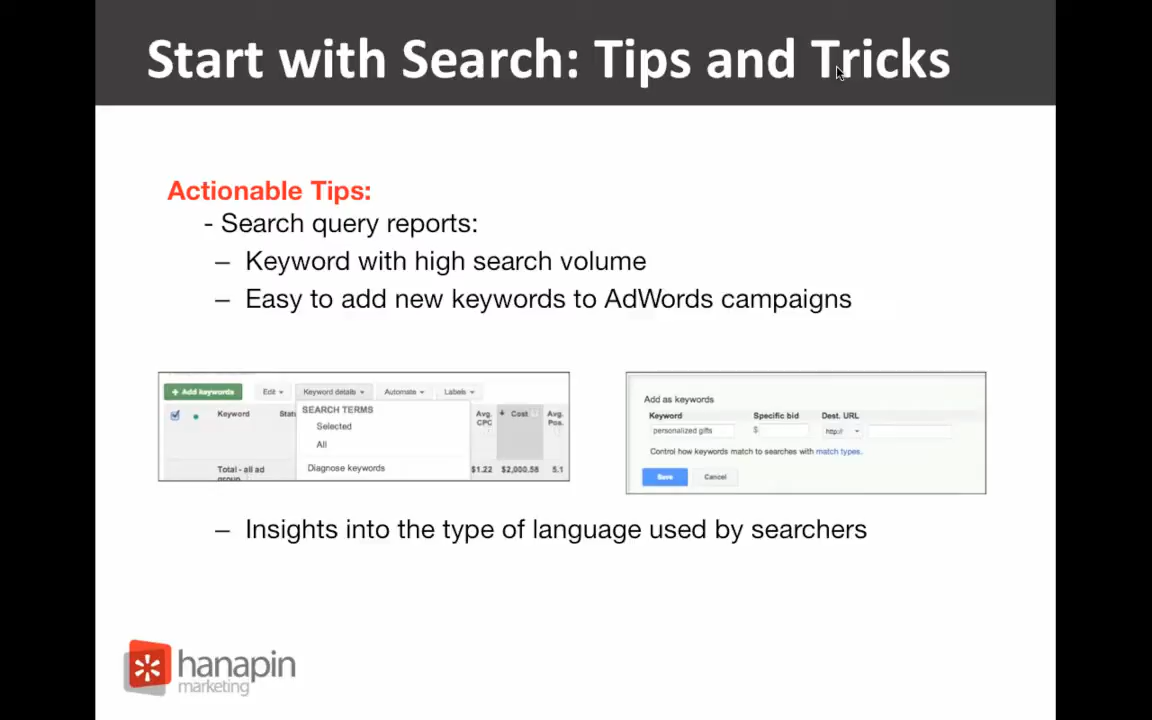 Start with Search: Tips and Tricks
Actionable Tips:
- Search query reports:
– Keyword with high search volume
– Easy to add new keywords to AdWords campaigns
+ Add keywords Edit Keyword details Automate Labels
Keyword Stat
SEARCH TERMS
Selected
All
Diagnose keywords
Avg. CPC Cost Avg. Pos.
Total - all ad group $1.22 $2,000.58 5.1
Add as keywords
Keyword Specific bid Dest. URL
personalized gifts $ http://
Control how keywords match to searches with match types.
Save Cancel
– Insights into the type of language used by searchers
hanapin
marketing